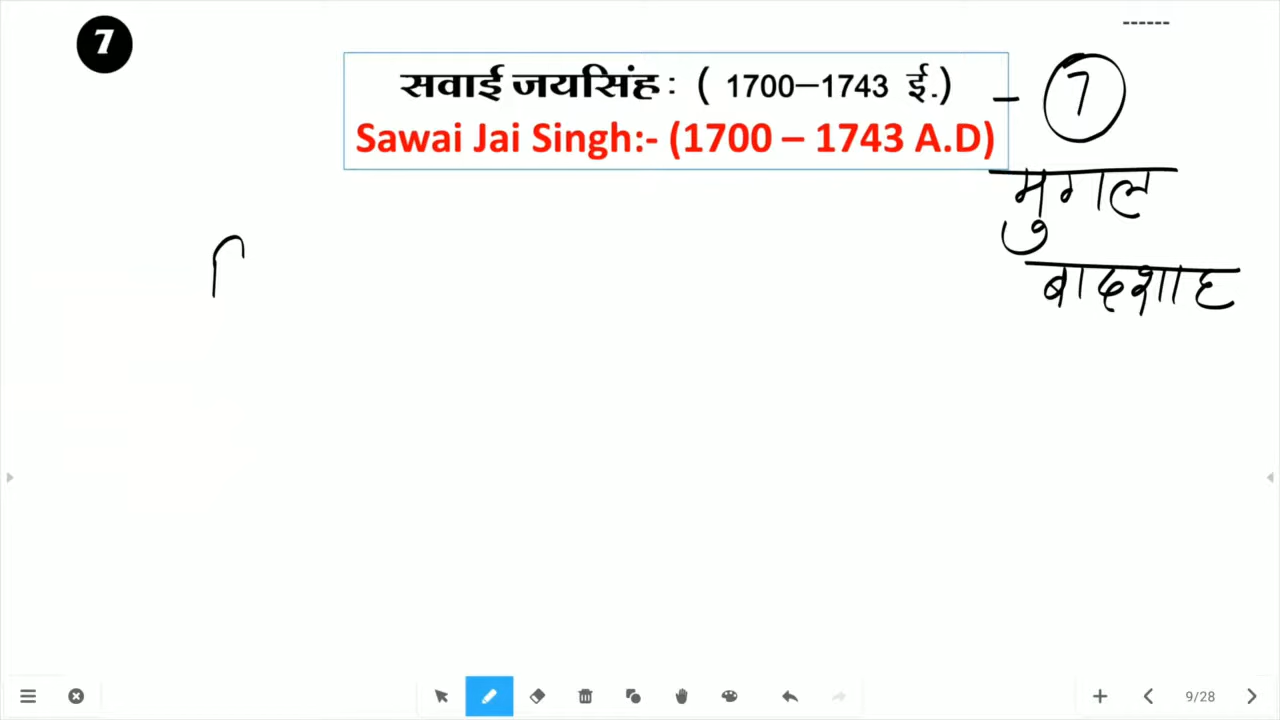 ------
7
सवाई जयसिंहः ( 1700–1743 ई.) – 7
Sawai Jai Singh:- (1700 – 1743 A.D)
मुगल
बादशाह
9/28